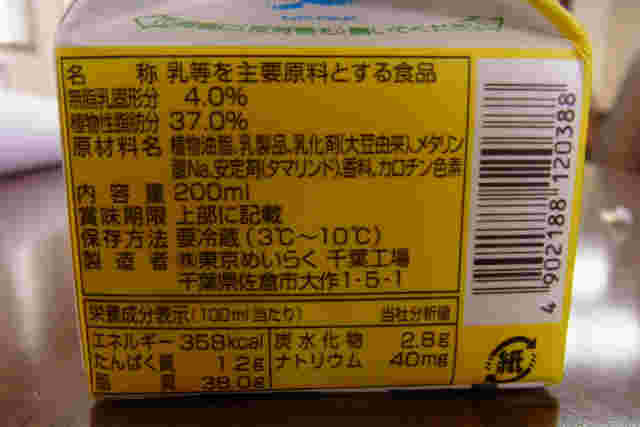 名 称 乳等を主要原料とする食品
無脂乳固形分 4.0%
植物性脂肪分 37.0%
原材料名 植物油脂、乳製品、乳化剤(大豆由来)、メタリン
酸Na、安定剤(タマリンド)、香料、カロチン色素
内容量 200ml
賞味期限 上部に記載
保存方法 要冷蔵(3℃~10℃)
製造者 ㈱東京めいらく 千葉工場
千葉県佐倉市大作1-5-1
栄養成分表示(100ml当たり) 当社分析値
エネルギー 358kcal 炭水化物 2.8g
たんぱく質 1.2g ナトリウム 40mg
脂質 38.0g
4 902188 120388
紙